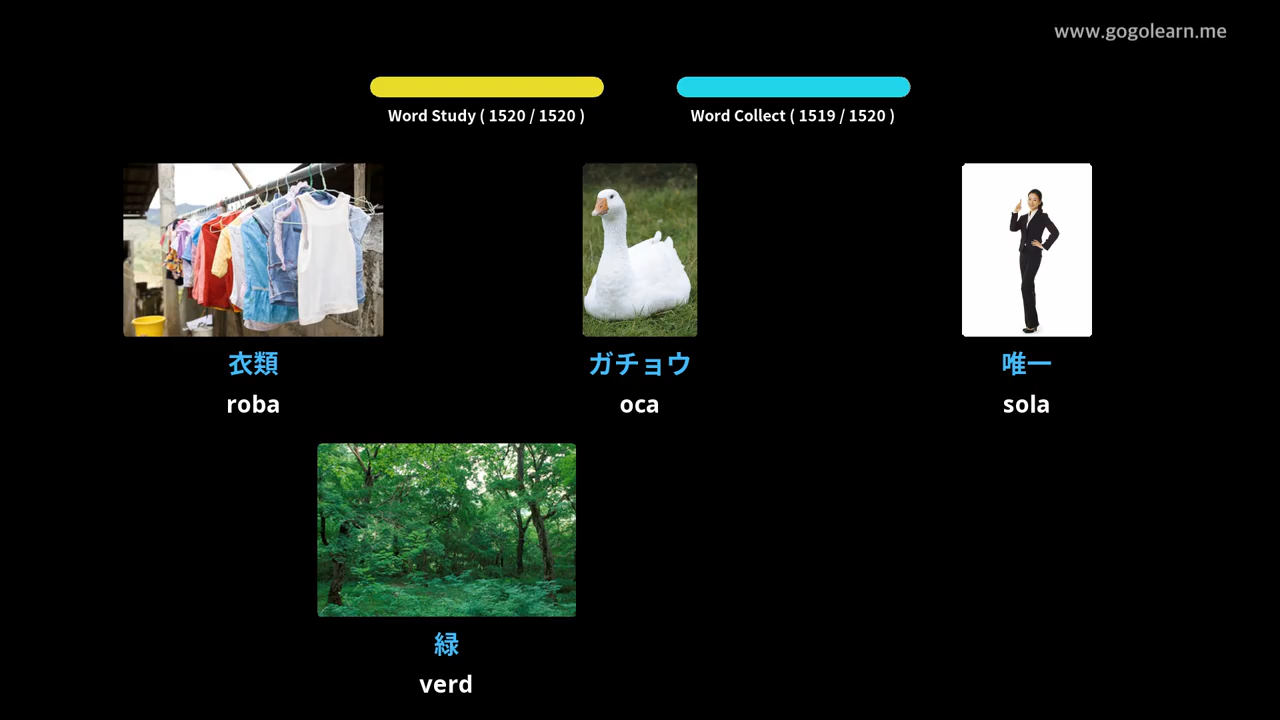 www.gogolearn.me
Word Study ( 1520 / 1520 )
Word Collect ( 1519 / 1520 )
衣類
roba
ガチョウ
oca
唯一
sola
緑
verd